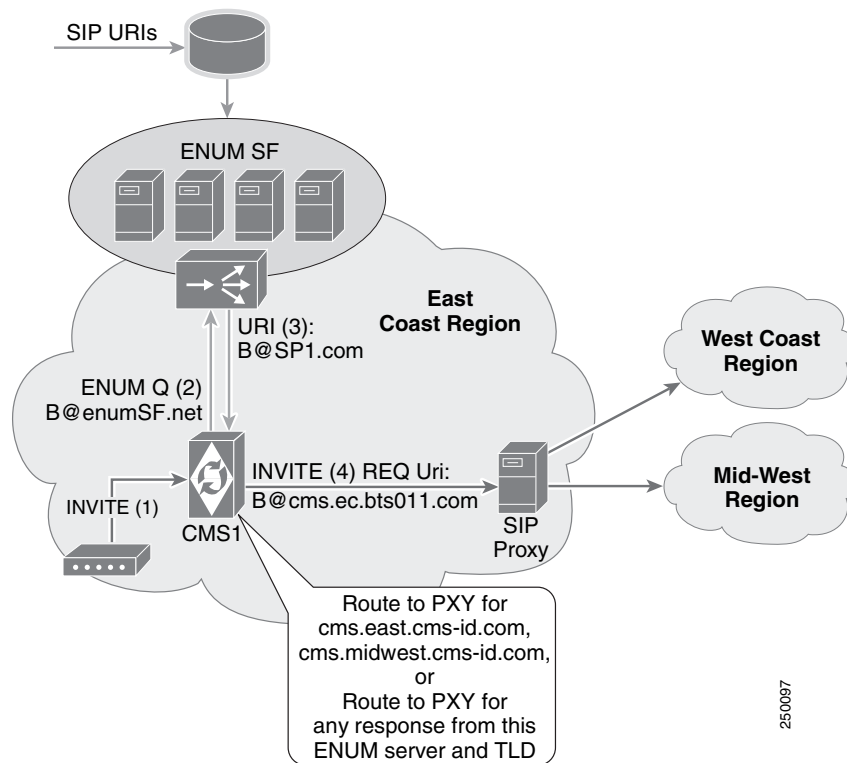 SIP URIs
ENUM SF
East
Coast Region
URI (3):
B@SP1.com
West Coast
Region
ENUM Q (2)
B@enumSF.net
INVITE (4) REQ Uri:
B@cms.ec.bts011.com
Mid-West
Region
INVITE (1)
CMS1
SIP
Proxy
Route to PXY for
cms.east.cms-id.com,
cms.midwest.cms-id.com,
or
Route to PXY for
any response from this
ENUM server and TLD
250097